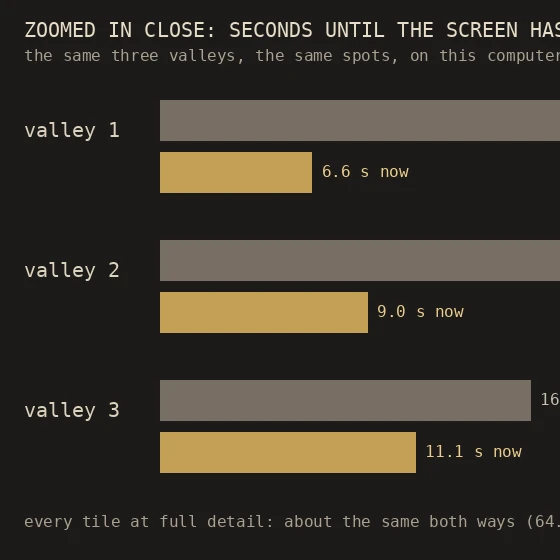 ZOOMED IN CLOSE: SECONDS UNTIL THE SCREEN HAS
the same three valleys, the same spots, on this computer
valley 1
6.6 s now
valley 2
9.0 s now
valley 3
16
11.1 s now
every tile at full detail: about the same both ways (64.